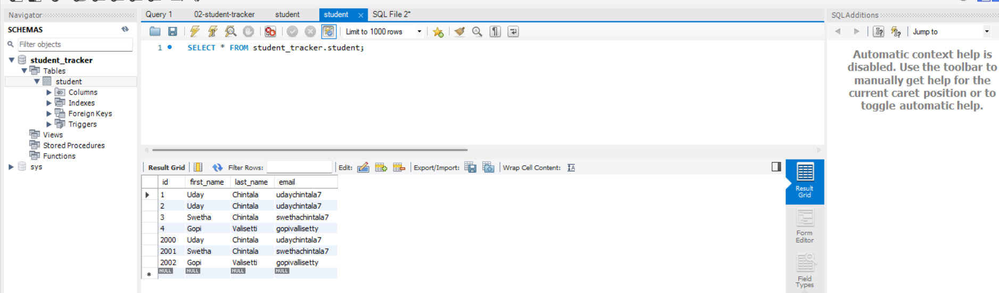 Navigator
Query 1 02-student-tracker student student SQL File 2*
SQLAdditions
SCHEMAS
Limit to 1000 rows
Jump to
Filter objects
1 SELECT * FROM student_tracker.student;
student_tracker
Tables
student
Columns
Indexes
Foreign Keys
Triggers
Views
Stored Procedures
Functions
sys
Automatic context help is
disabled. Use the toolbar to
manually get help for the
current caret position or to
toggle automatic help.
Result Grid Filter Rows: Edit: Export/Import: Wrap Cell Content:
id first_name last_name email
1 Uday Chintala udaychintala7
2 Uday Chintala udaychintala7
3 Swetha Chintala swethachintala7
4 Gopi Valisetti gopivallisetty
2000 Uday Chintala udaychintala7
2001 Swetha Chintala swethachintala7
2002 Gopi Valisetti gopivallisetty
NULL NULL NULL NULL
Result
Grid
Form
Editor
Field
Types